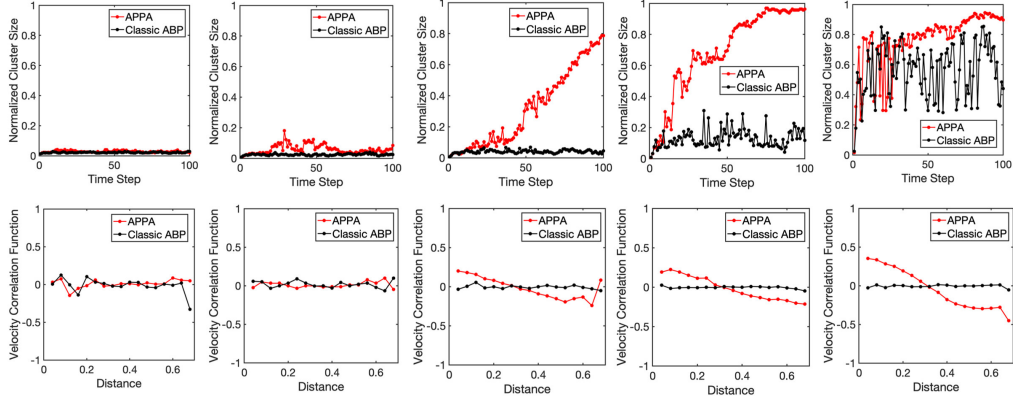 Normalized Cluster Size
1
0.8
0.6
0.4
0.2
0
0
50
100
Time Step
APPA
Classic ABP
Normalized Cluster Size
1
0.8
0.6
0.4
0.2
0
0
50
100
Time Step
APPA
Classic ABP
Normalized Cluster Size
1
0.8
0.6
0.4
0.2
0
0
50
100
Time Step
APPA
Classic ABP
Normalized Cluster Size
1
0.8
0.6
0.4
0.2
0
0
50
100
Time Step
APPA
Classic ABP
Normalized Cluster Size
1
0.8
0.6
0.4
0.2
0
0
50
100
Time Step
APPA
Classic ABP
Velocity Correlation Function
1
0.5
0
-0.5
-1
0
0.2
0.4
0.6
Distance
APPA
Classic ABP
Velocity Correlation Function
1
0.5
0
-0.5
-1
0
0.2
0.4
0.6
Distance
APPA
Classic ABP
Velocity Correlation Function
1
0.5
0
-0.5
-1
0
0.2
0.4
0.6
Distance
APPA
Classic ABP
Velocity Correlation Function
1
0.5
0
-0.5
-1
0
0.2
0.4
0.6
Distance
APPA
Classic ABP
Velocity Correlation Function
1
0.5
0
-0.5
-1
0
0.2
0.4
0.6
Distance
APPA
Classic ABP